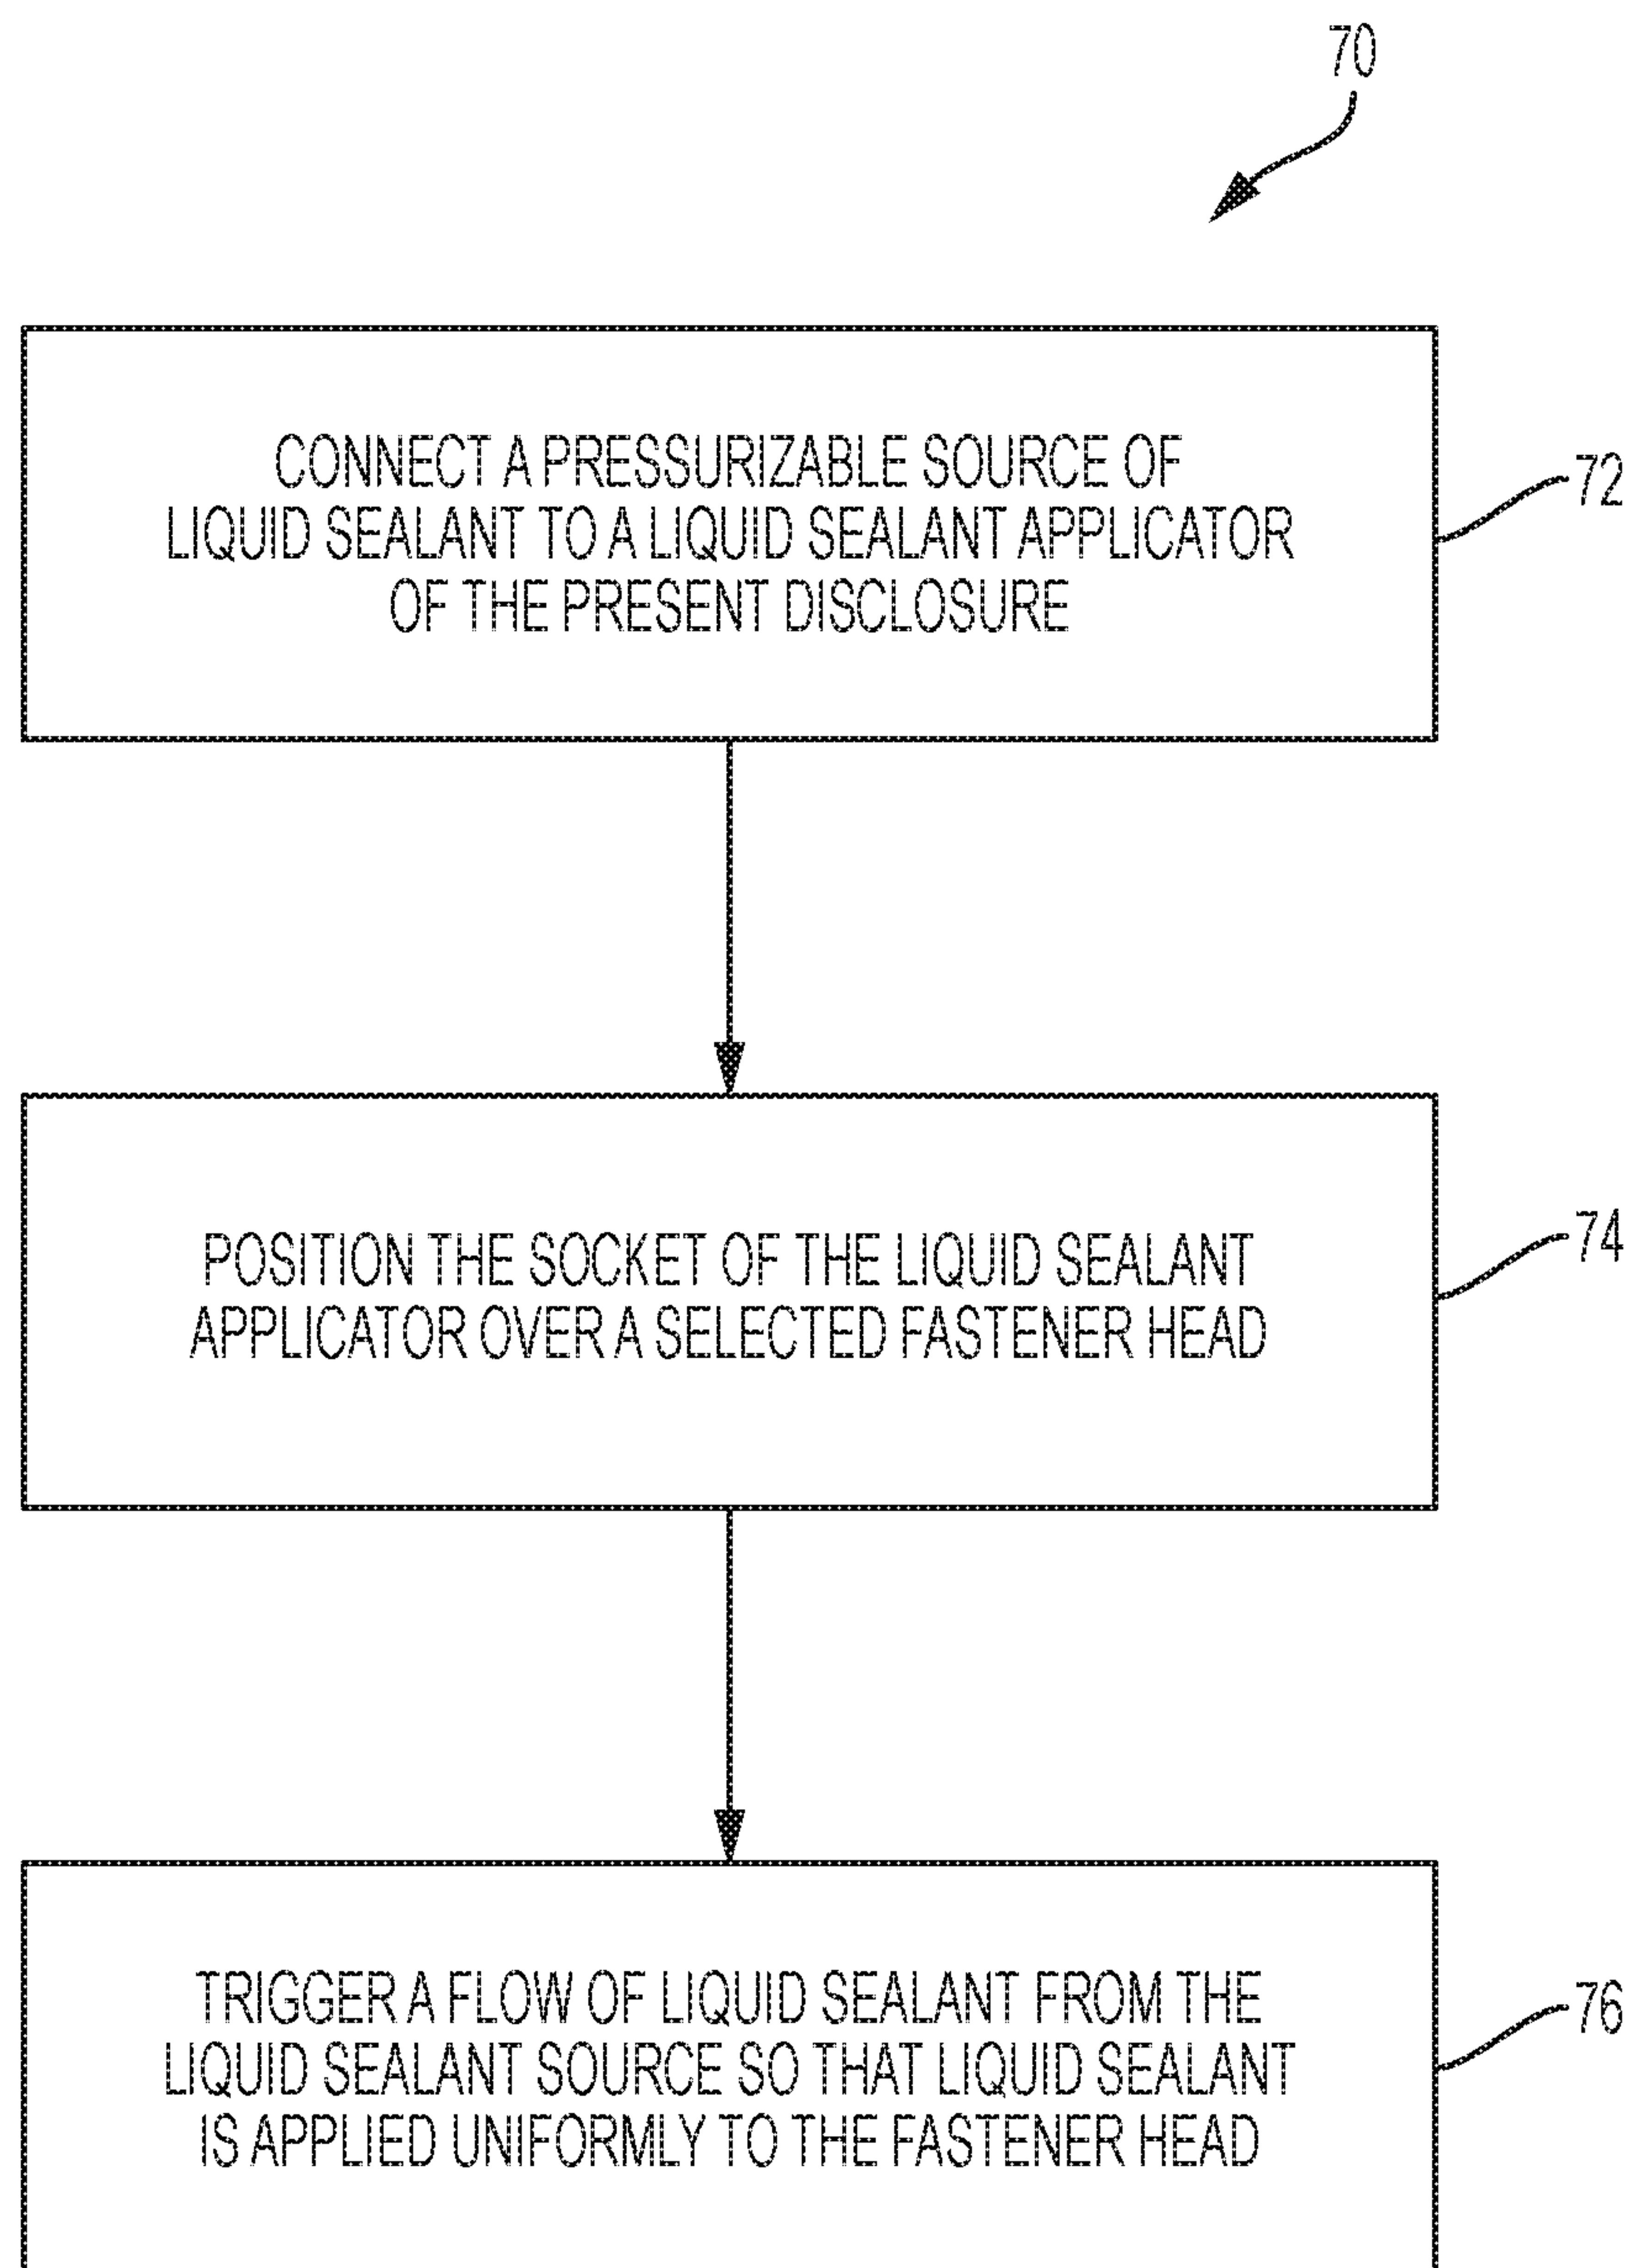 70
CONNECT A PRESSURIZABLE SOURCE OF
LIQUID SEALANT TO A LIQUID SEALANT APPLICATOR
OF THE PRESENT DISCLOSURE
72
POSITION THE SOCKET OF THE LIQUID SEALANT
APPLICATOR OVER A SELECTED FASTENER HEAD
74
TRIGGER A FLOW OF LIQUID SEALANT FROM THE
LIQUID SEALANT SOURCE SO THAT LIQUID SEALANT
IS APPLIED UNIFORMLY TO THE FASTENER HEAD
76